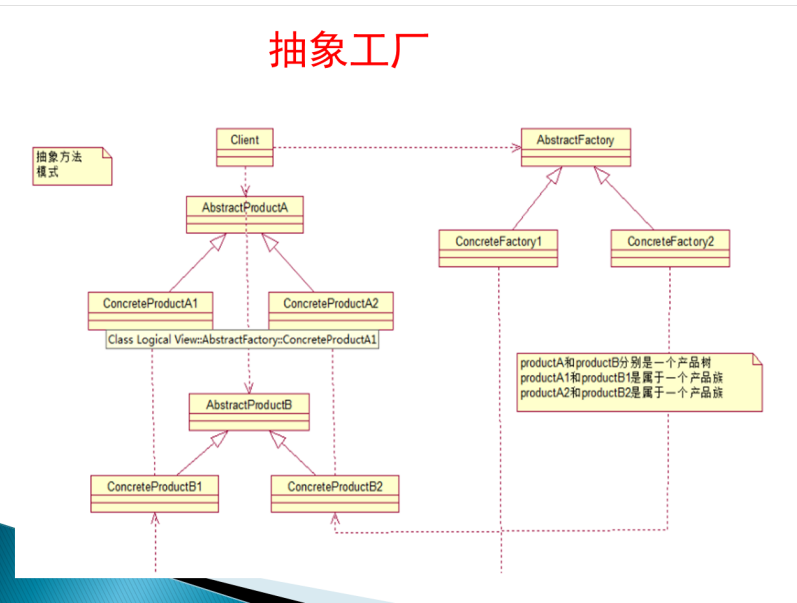 抽象工厂
抽象方法
模式
Client
AbstractFactory
AbstractProductA
ConcreteFactory1
ConcreteFactory2
ConcreteProductA1
ConcreteProductA2
Class Logical View::AbstractFactory::ConcreteProductA1
productA和productB分别是一个产品树
productA1和productB1是属于一个产品族
productA2和productB2是属于一个产品族
AbstractProductB
ConcreteProductB1
ConcreteProductB2